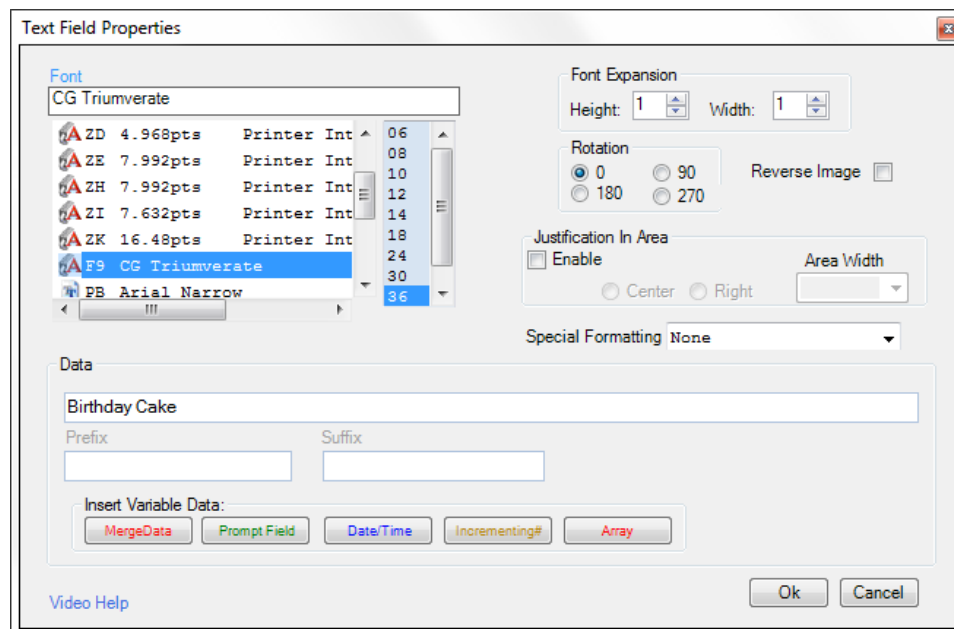 Text Field Properties
Font
CG Triumverate
ZD 4.968pts Printer Int
ZE 7.992pts Printer Int
ZH 7.992pts Printer Int
ZI 7.632pts Printer Int
ZK 16.48pts Printer Int
F9 CG Triumverate
PB Arial Narrow
06
08
10
12
14
18
24
30
36
Font Expansion
Height: 1 Width: 1
Rotation
0 90
180 270
Reverse Image
Justification In Area
Enable
Area Width
Center Right
Special Formatting None
Data
Birthday Cake
Prefix Suffix
Insert Variable Data:
MergeData Prompt Field Date/Time Incrementing# Array
Video Help
Ok Cancel